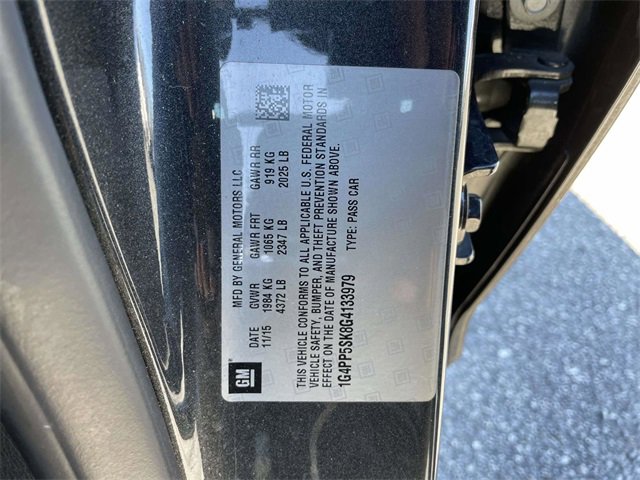 MFD BY GENERAL MOTORS LLC
DATE GVWR GAWR FRT GAWR RR
11/15 1984 KG 1065 KG 919 KG
4372 LB 2347 LB 2025 LB
GM
THIS VEHICLE CONFORMS TO ALL APPLICABLE U.S. FEDERAL MOTOR
VEHICLE SAFETY, BUMPER, AND THEFT PREVENTION STANDARDS IN
EFFECT ON THE DATE OF MANUFACTURE SHOWN ABOVE.
1G4PP5SK8G4133979 TYPE: PASS CAR